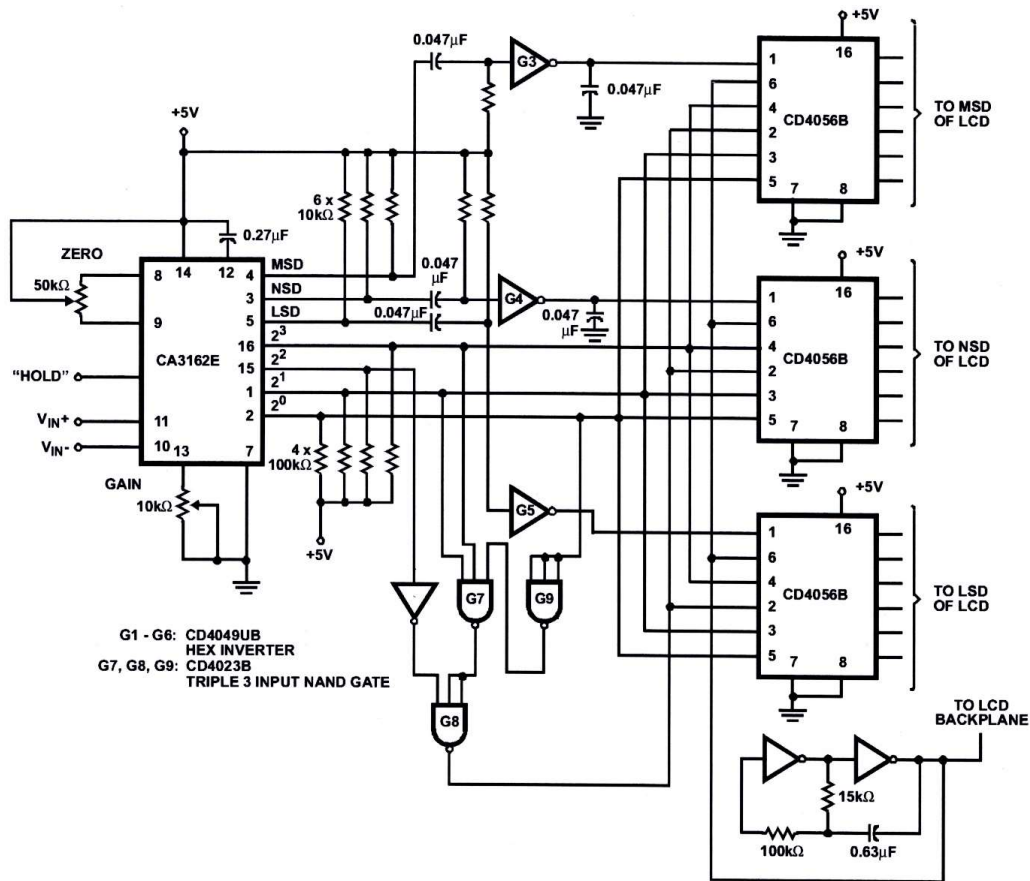 +5V
16
1
6
4
2
3
5
7
8
CD4056B
TO MSD
OF LCD
0.047μF
G3
0.047μF
+5V
6 x
10kΩ
0.27μF
ZERO
50kΩ
8
9
14
12
4
3
5
16
15
1
2
MSD
NSD
LSD
2³
2²
2¹
2⁰
CA3162E
"HOLD"
VIN+
VIN-
11
10
13
7
GAIN
10kΩ
4 x
100kΩ
+5V
0.047
μF
0.047μF
G4
0.047
μF
+5V
16
1
6
4
2
3
5
7
8
CD4056B
TO NSD
OF LCD
G5
+5V
16
1
6
4
2
3
5
7
8
CD4056B
TO LSD
OF LCD
G7
G9
G8
G1 - G6: CD4049UB
HEX INVERTER
G7, G8, G9: CD4023B
TRIPLE 3 INPUT NAND GATE
TO LCD
BACKPLANE
15kΩ
100kΩ
0.63μF